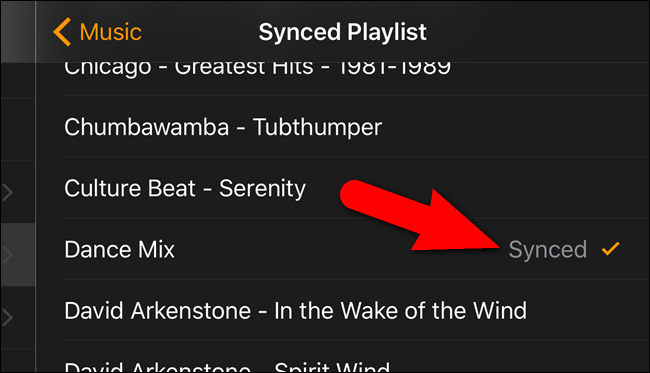 Music
Synced Playlist
Chicago - Greatest Hits - 1981-1989
Chumbawamba - Tubthumper
Culture Beat - Serenity
Dance Mix Synced
David Arkenstone - In the Wake of the Wind
David Arkenstone - Spirit Wind